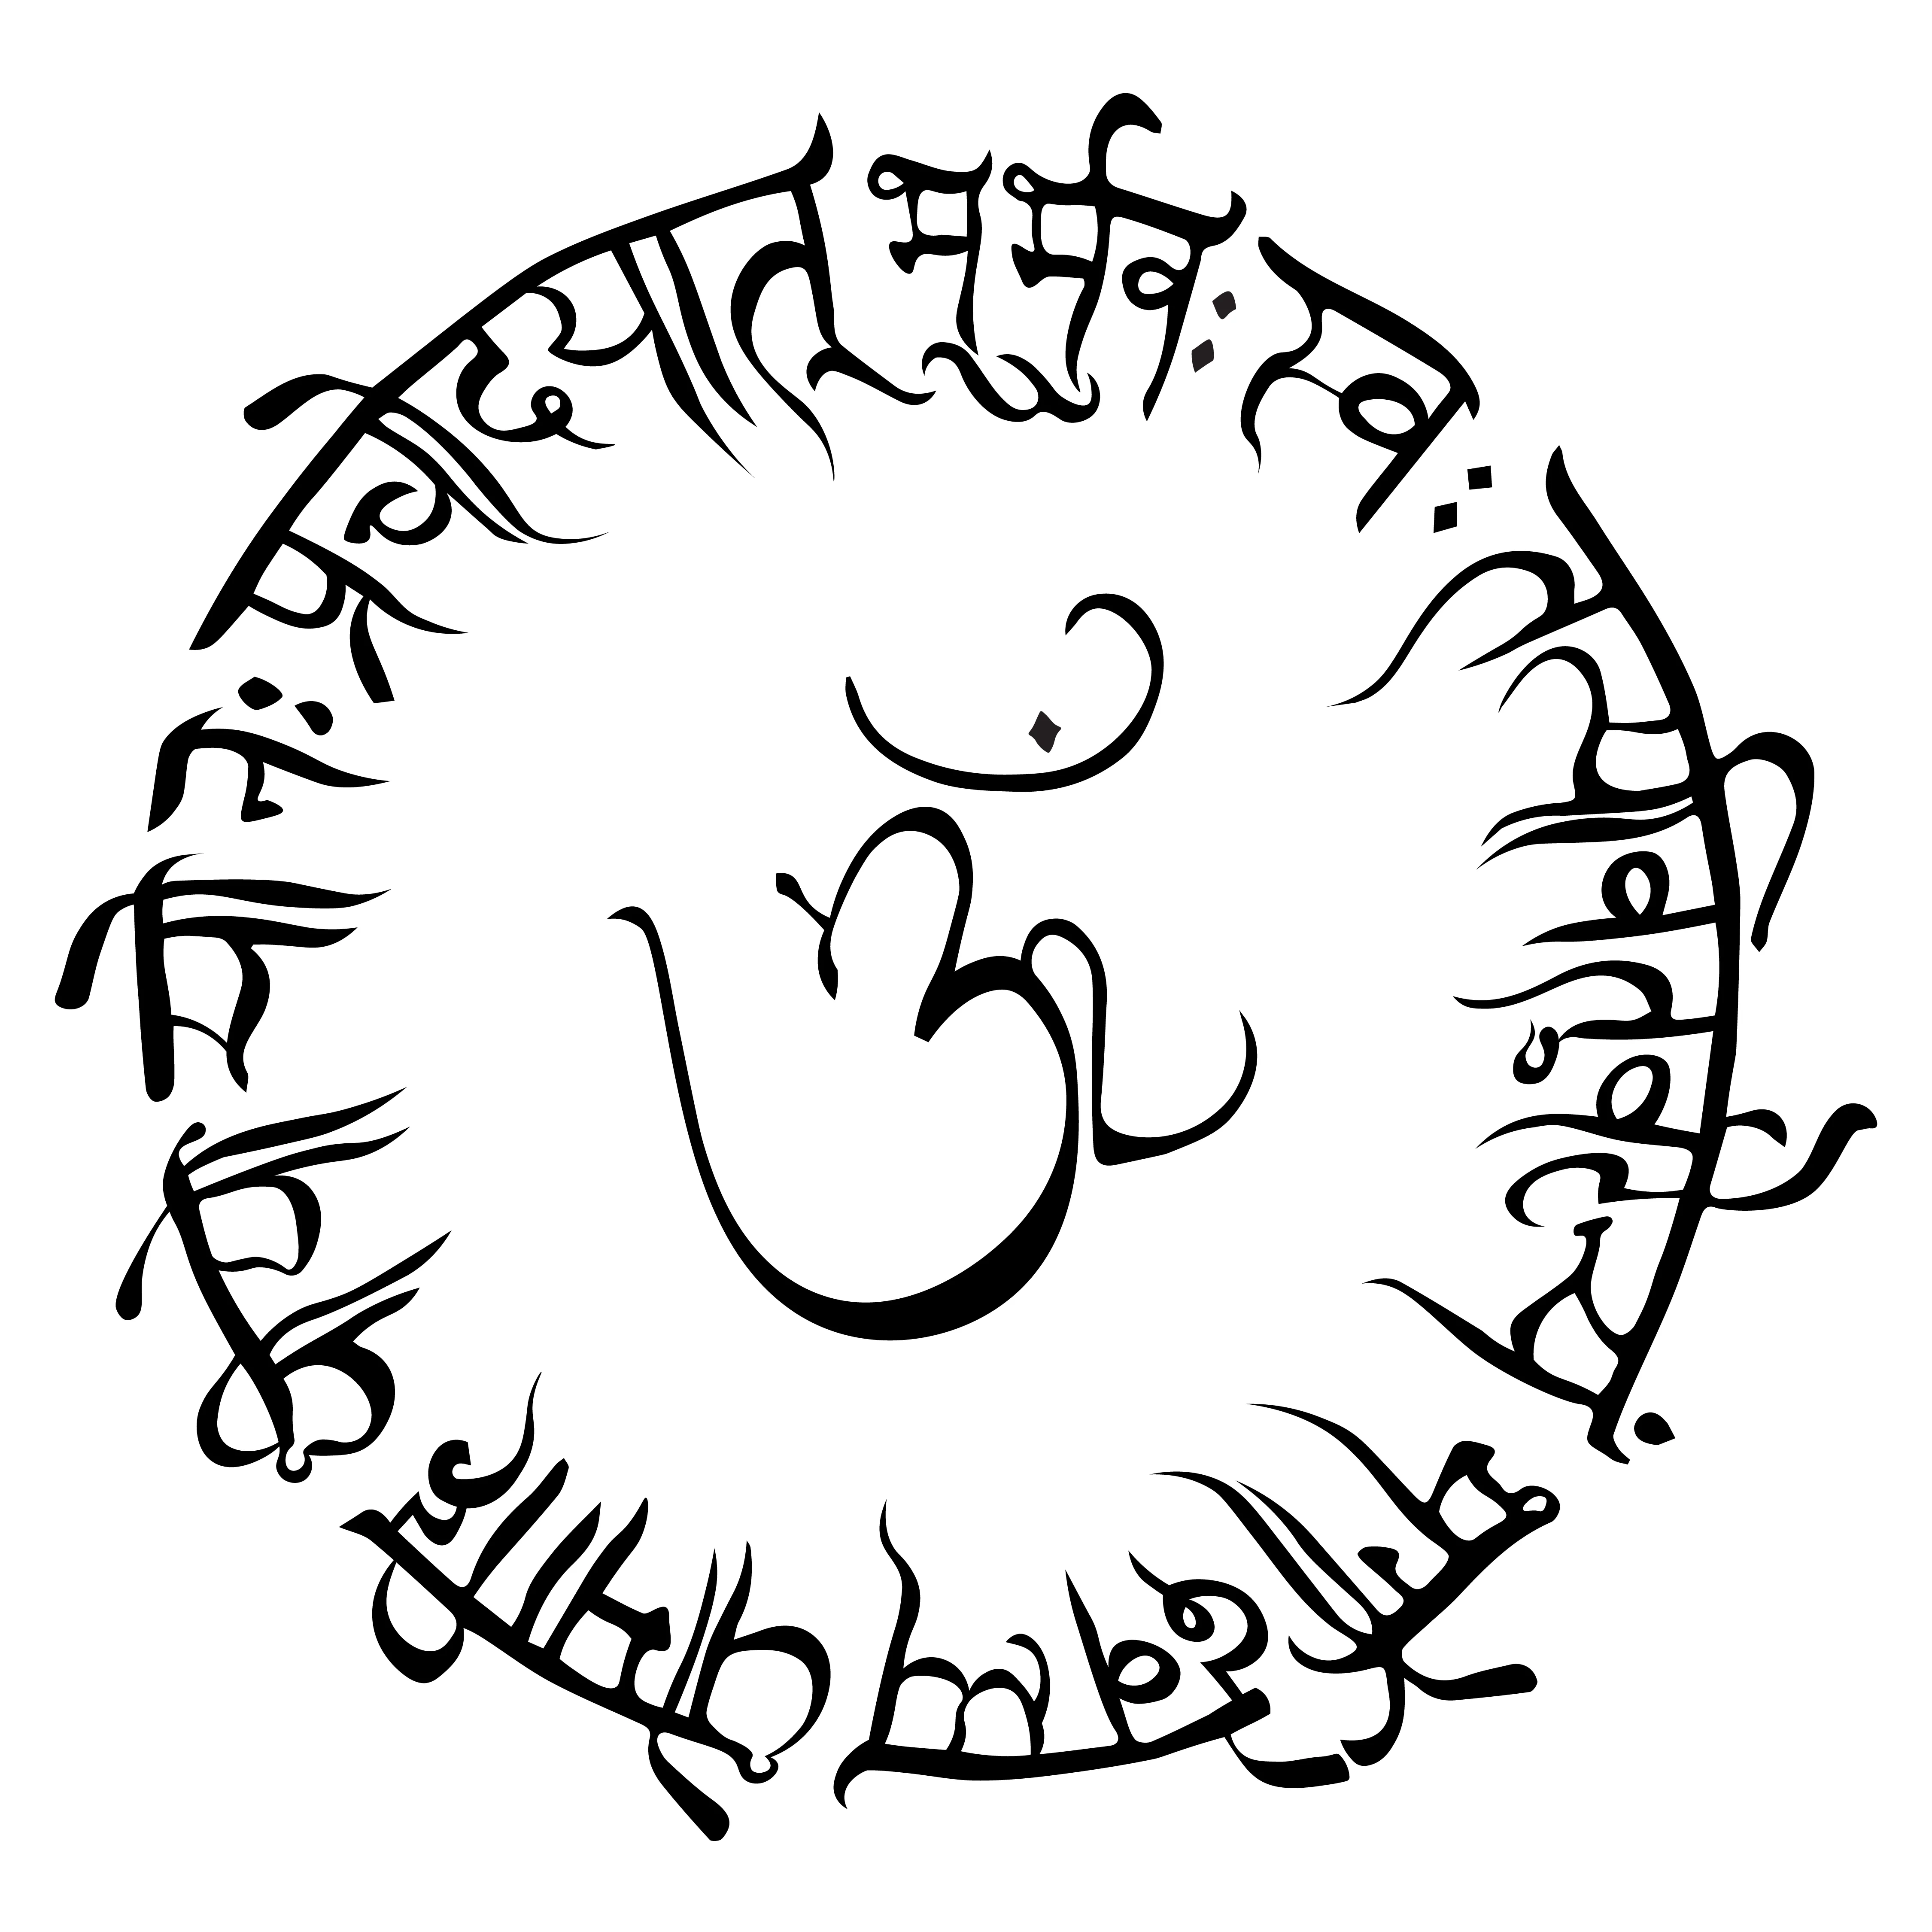 ॐ
भूर्भुवः स्वः तत्सवितुर्वरेण्यं भर्गो देवस्य धीमहि धियो यो नः प्रचोदयात्